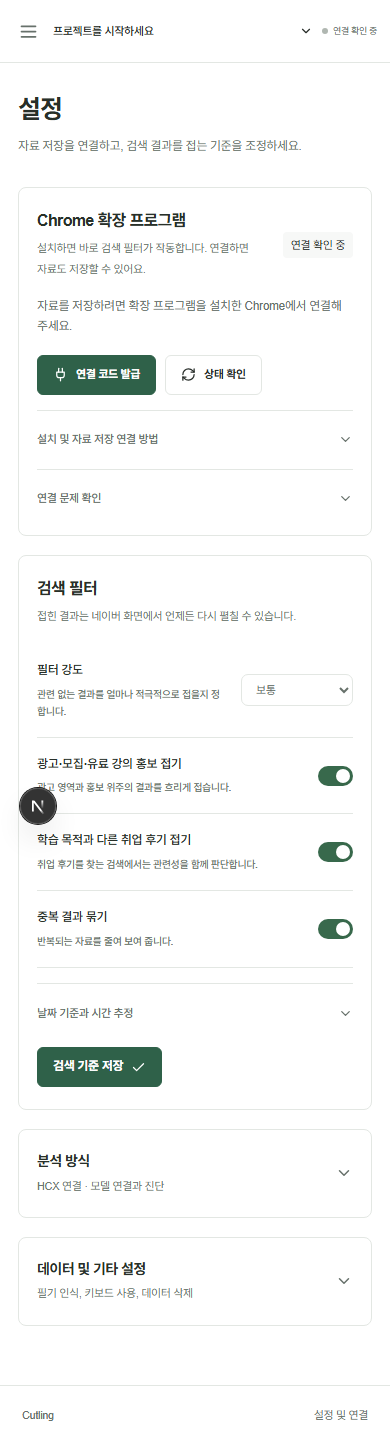 프로젝트를 시작하세요
연결 확인 중
설정
자료 저장을 연결하고, 검색 결과를 접는 기준을 조정하세요.
Chrome 확장 프로그램
설치하면 바로 검색 필터가 작동합니다. 연결하면
자료도 저장할 수 있어요.
연결 확인 중
자료를 저장하려면 확장 프로그램을 설치한 Chrome에서 연결해
주세요.
연결 코드 발급
상태 확인
설치 및 자료 저장 연결 방법
연결 문제 확인
검색 필터
접힌 결과는 네이버 화면에서 언제든 다시 펼칠 수 있습니다.
필터 강도
관련 없는 결과를 얼마나 적극적으로 접을지 정
합니다.
보통
광고·모집·유료 강의 홍보 접기
광고 영역과 홍보 위주의 결과를 흐리게 접습니다.
N
학습 목적과 다른 취업 후기 접기
취업 후기를 찾는 검색에서는 관련성을 함께 판단합니다.
중복 결과 묶기
반복되는 자료를 줄여 보여 줍니다.
날짜 기준과 시간 추정
검색 기준 저장
분석 방식
HCX 연결 · 모델 연결과 진단
데이터 및 기타 설정
필기 인식, 키보드 사용, 데이터 삭제
Cutling
설정 및 연결